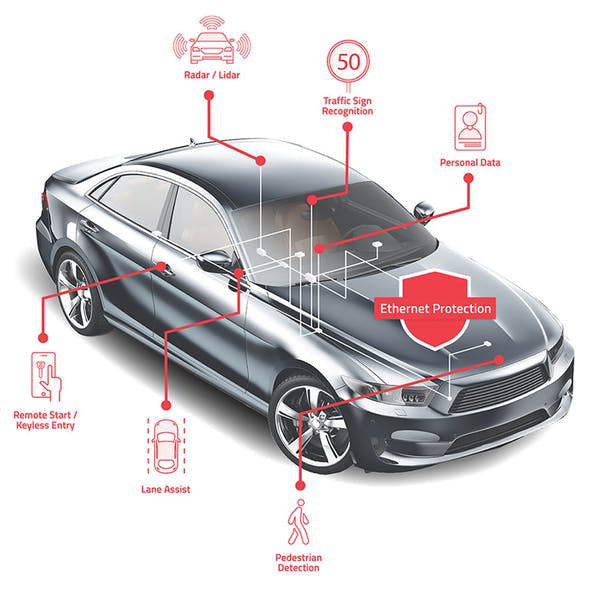 Radar / Lidar
50
Traffic Sign
Recognition
Personal Data
Ethernet Protection
Remote Start /
Keyless Entry
Lane Assist
Pedestrian
Detection